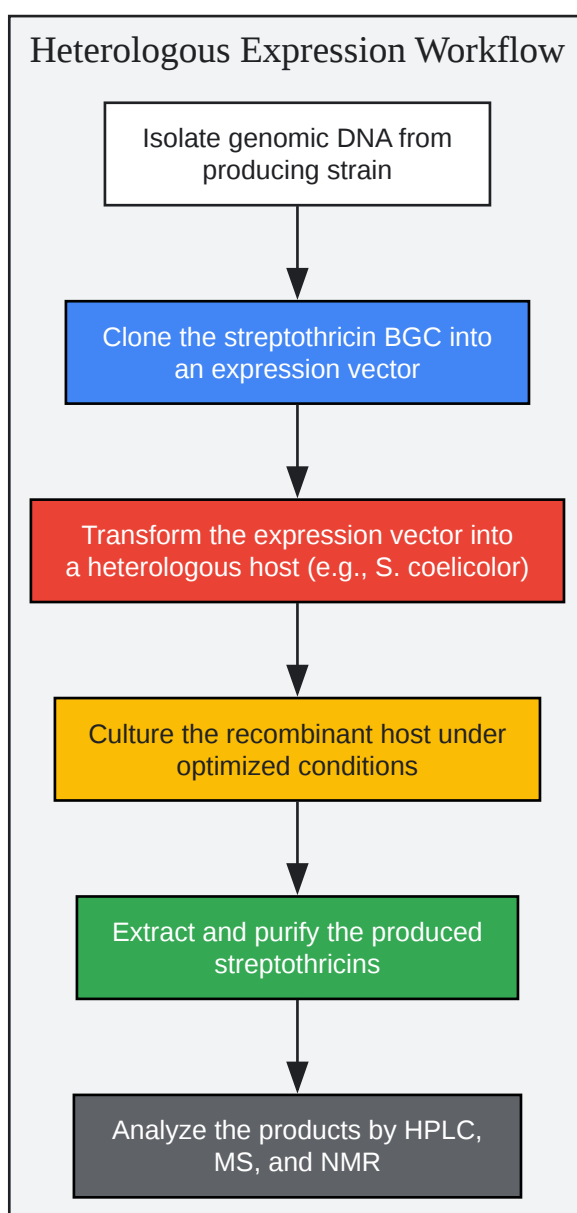 Heterologous Expression Workflow
Isolate genomic DNA from
producing strain
Clone the streptothricin BGC into
an expression vector
Transform the expression vector into
a heterologous host (e.g., S. coelicolor)
Culture the recombinant host under
optimized conditions
Extract and purify the produced
streptothricins
Analyze the products by HPLC,
MS, and NMR